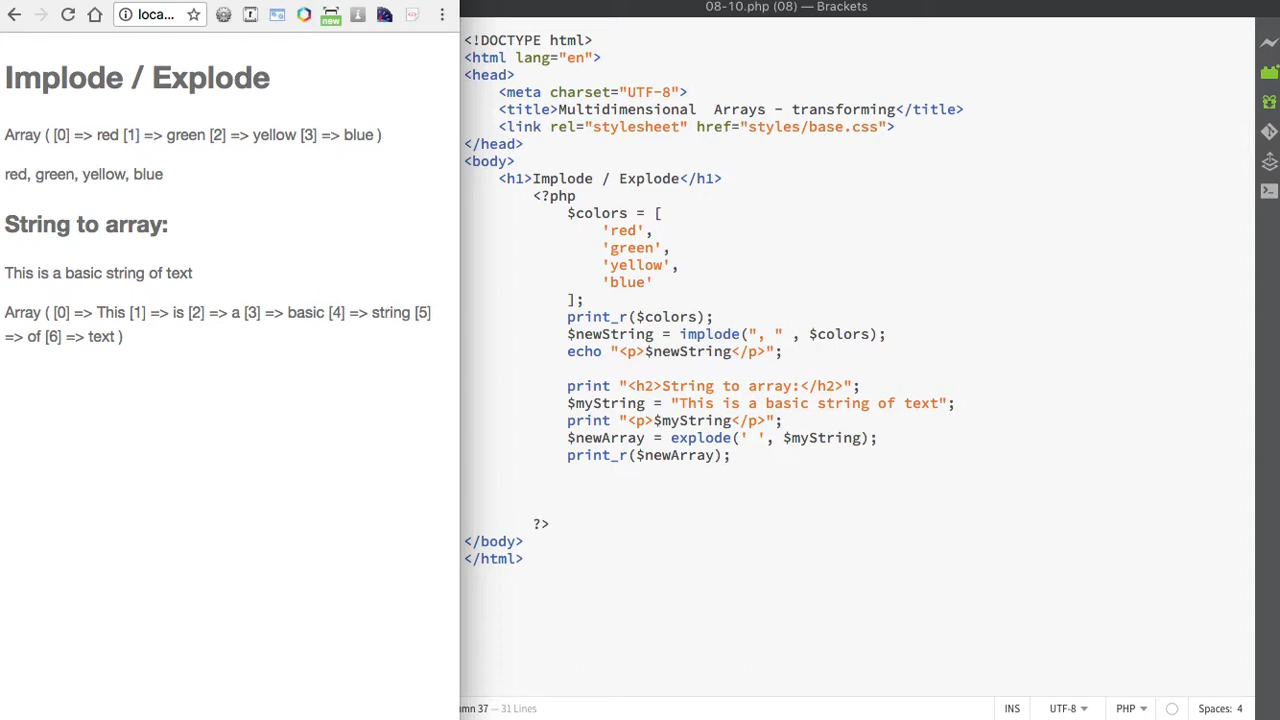 loca...
new
Implode / Explode
Array ( [0] => red [1] => green [2] => yellow [3] => blue )
red, green, yellow, blue
String to array:
This is a basic string of text
Array ( [0] => This [1] => is [2] => a [3] => basic [4] => string [5]
=> of [6] => text )
08-10.php (08) — Brackets
<!DOCTYPE html>
<html lang="en">
<head>
<meta charset="UTF-8">
<title>Multidimensional  Arrays - transforming</title>
<link rel="stylesheet" href="styles/base.css">
</head>
<body>
<h1>Implode / Explode</h1>
<?php
$colors = [
'red',
'green',
'yellow',
'blue'
];
print_r($colors);
$newString = implode(", " , $colors);
echo "<p>$newString</p>";
print "<h2>String to array:</h2>";
$myString = "This is a basic string of text";
print "<p>$myString</p>";
$newArray = explode(' ', $myString);
print_r($newArray);
?>
</body>
</html>
mn 37 — 31 Lines
INS
UTF-8
PHP
Spaces: 4